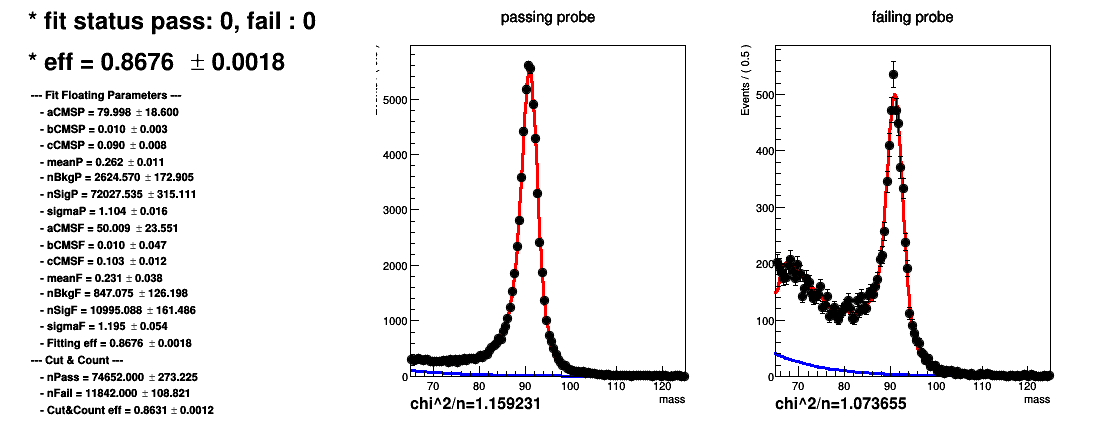 * fit status pass: 0, fail : 0
* eff = 0.8676 ± 0.0018
--- Fit Floating Parameters ---
- aCMSP = 79.998 ± 18.600
- bCMSP = 0.010 ± 0.003
- cCMSP = 0.090 ± 0.008
- meanP = 0.262 ± 0.011
- nBkgP = 2624.570 ± 172.905
- nSigP = 72027.535 ± 315.111
- sigmaP = 1.104 ± 0.016
- aCMSF = 50.009 ± 23.551
- bCMSF = 0.010 ± 0.047
- cCMSF = 0.103 ± 0.012
- meanF = 0.231 ± 0.038
- nBkgF = 847.075 ± 126.198
- nSigF = 10995.088 ± 161.486
- sigmaF = 1.195 ± 0.054
- Fitting eff = 0.8676 ± 0.0018
--- Cut & Count ---
- nPass = 74652.000 ± 273.225
- nFail = 11842.000 ± 108.821
- Cut&Count eff = 0.8631 ± 0.0012
passing probe
5000
4000
3000
2000
1000
0
70 80 90 100 110 120
mass
chi^2/n=1.159231
failing probe
Events / ( 0.5 )
500
400
300
200
100
0
70 80 90 100 110 120
mass
chi^2/n=1.073655